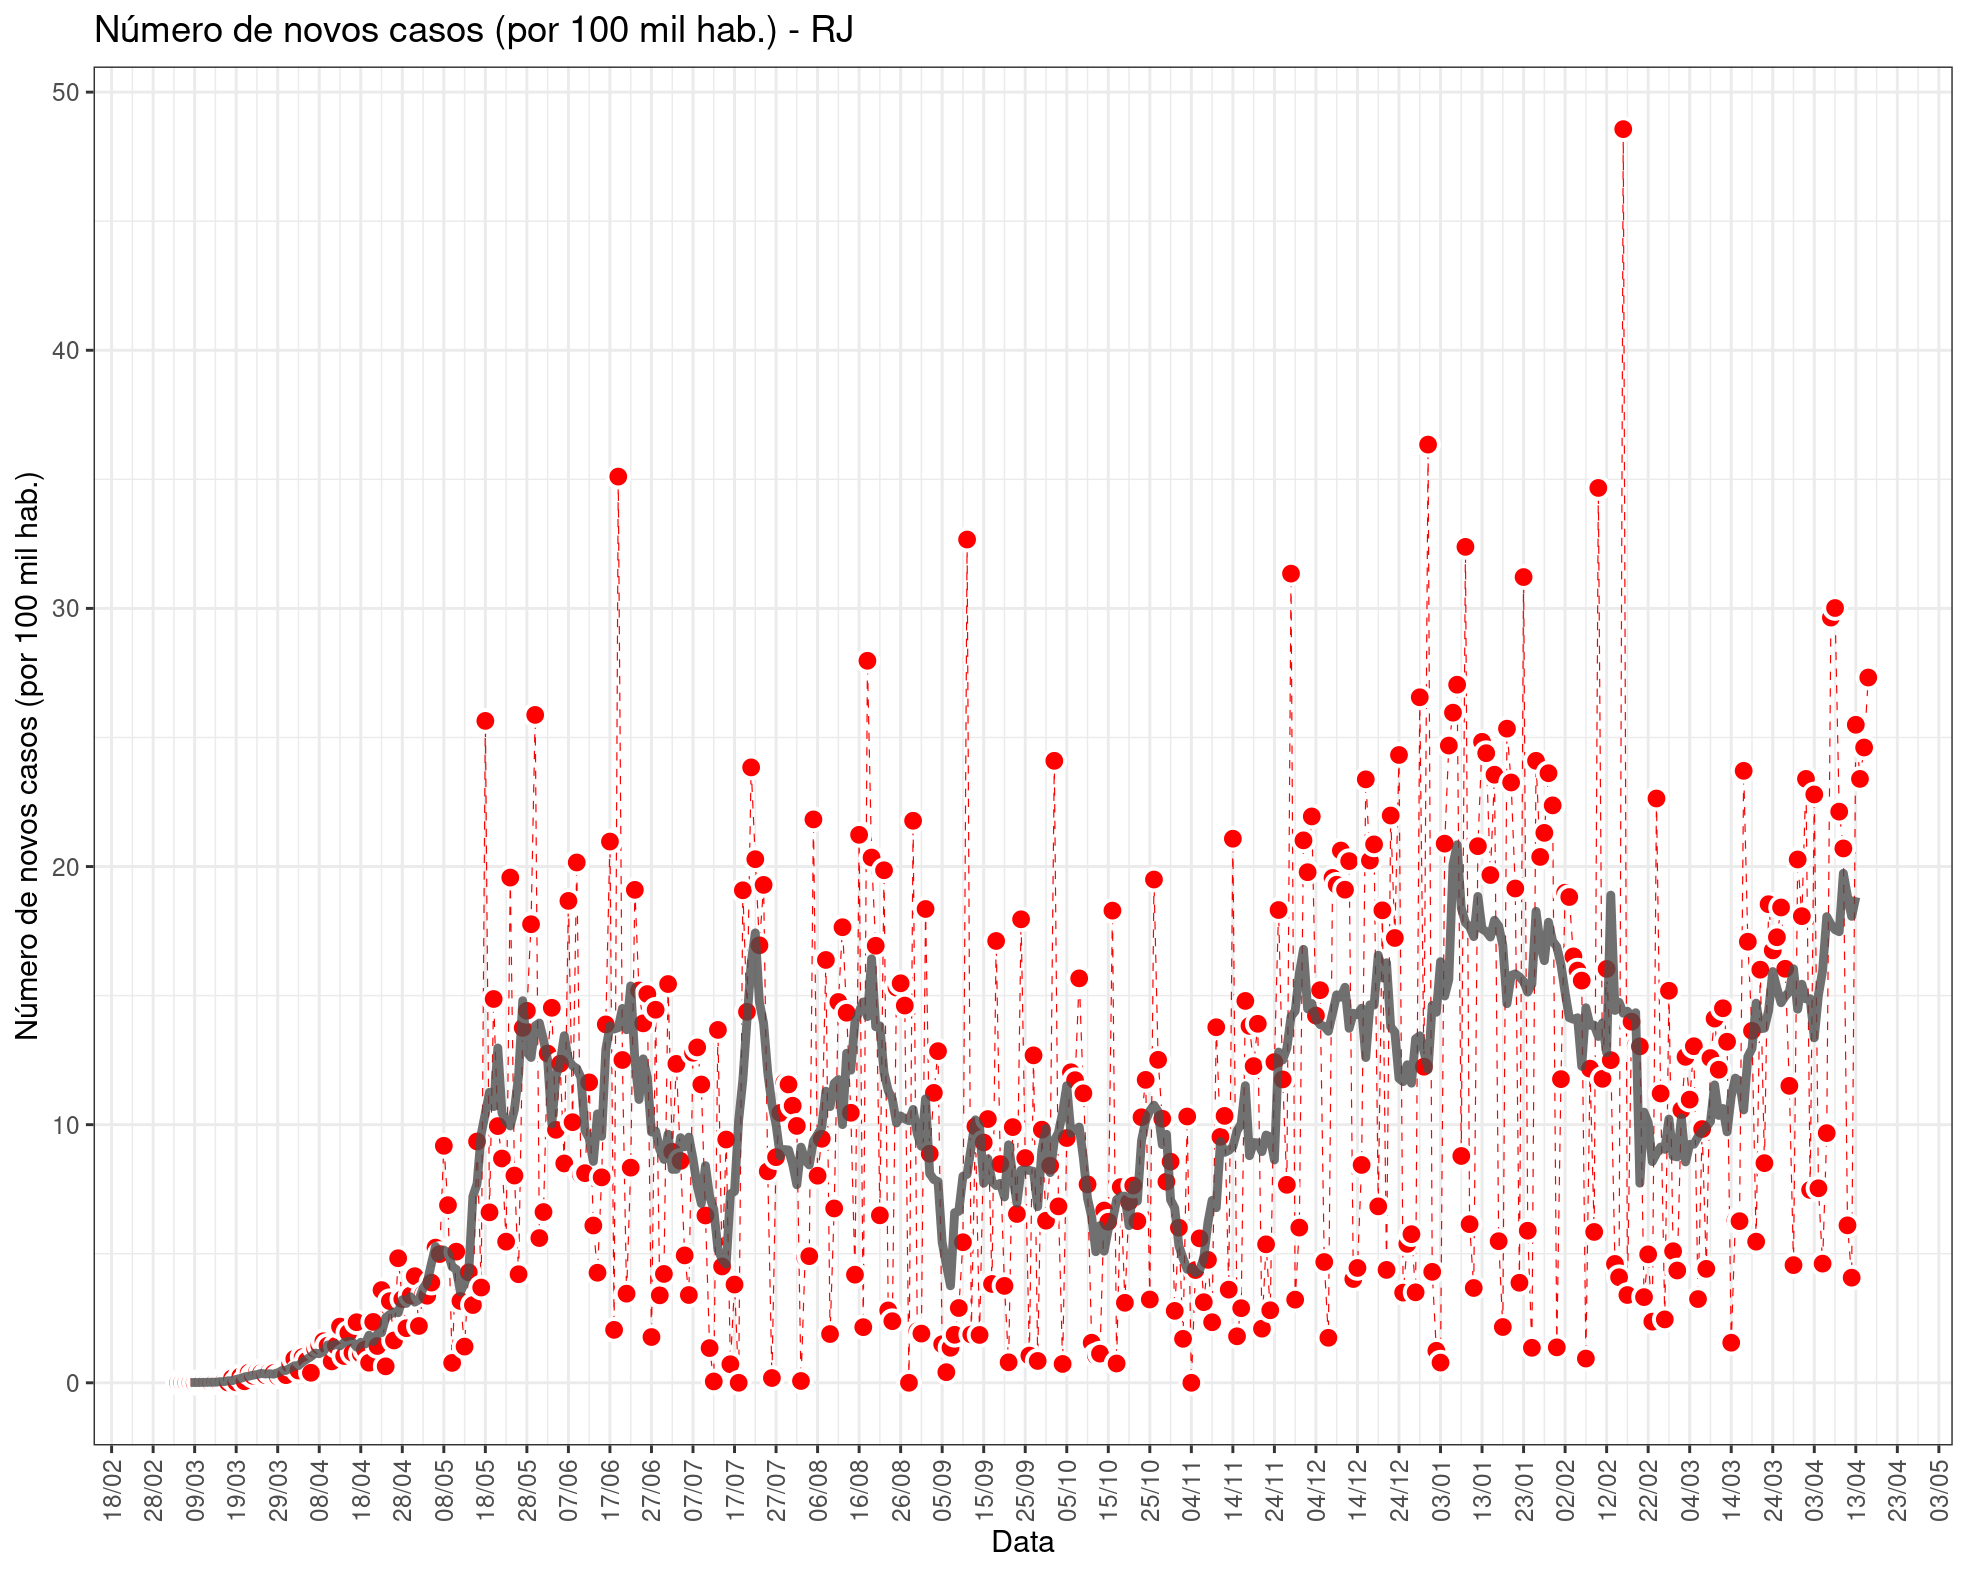 Número de novos casos (por 100 mil hab.) - RJ
Número de novos casos (por 100 mil hab.)
50
40
30
20
10
0
18/02 28/02 09/03 19/03 29/03 08/04 18/04 28/04 08/05 18/05 28/05 07/06 17/06 27/06 07/07 17/07 27/07 06/08 16/08 26/08 05/09 15/09 25/09 05/10 15/10 25/10 04/11 14/11 24/11 04/12 14/12 24/12 03/01 13/01 23/01 02/02 12/02 22/02 04/03 14/03 24/03 03/04 13/04 23/04 03/05
Data